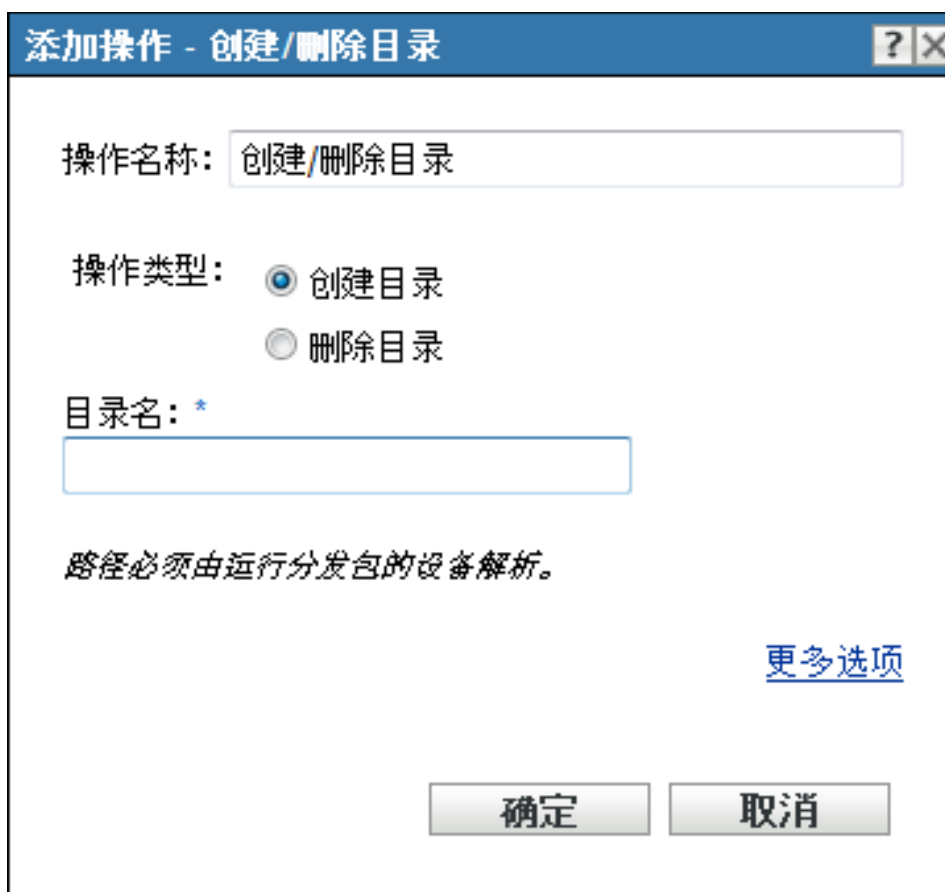 添加操作 - 创建/删除目录 ? X
操作名称: 创建/删除目录
操作类型: 创建目录
删除目录
目录名: *
路径必须由运行分发包的设备解析。
更多选项
确定 取消